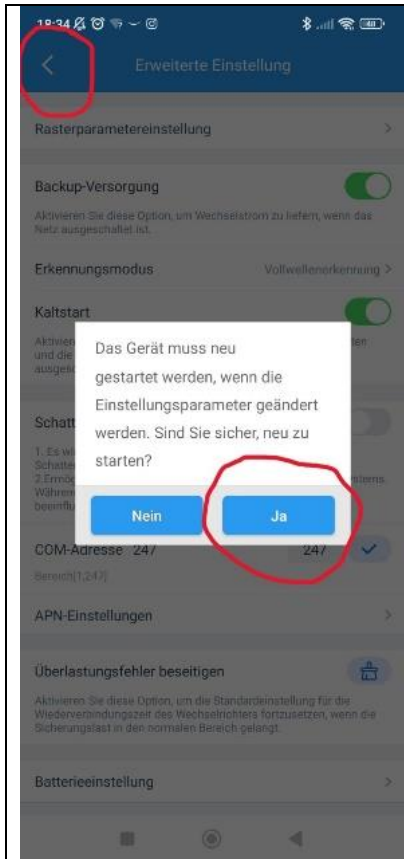 18:34
Erweiterte Einstellung
Rasterparametereinstellung
Backup-Versorgung
Aktivieren Sie diese Option, um Wechselstrom zu liefern, wenn das
Netz ausgeschaltet ist.
Erkennungsmodus Vollwellenerkennung >
Kaltstart
Das Gerät muss neu
gestartet werden, wenn die
Einstellungsparameter geändert
werden. Sind Sie sicher, neu zu
starten?
Nein Ja
COM-Adresse 247 247
Bereich[1,247]
APN-Einstellungen
Überlastungsfehler beseitigen
Aktivieren Sie diese Option, um die Standardeinstellung für die
Wiederverbindungszeit des Wechselrichters fortzusetzen, wenn die
Sicherungslast in den normalen Bereich gelangt.
Batterieeinstellung